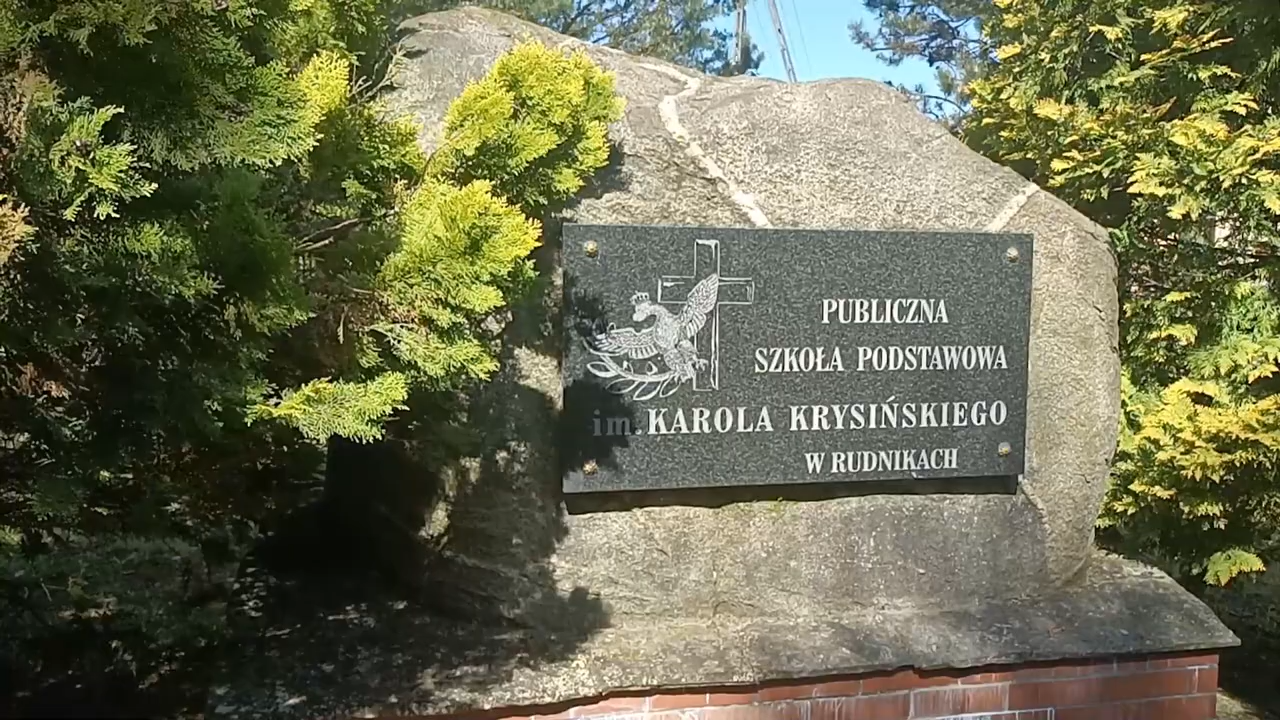 PUBLICZNA
SZKOŁA PODSTAWOWA
im. KAROLA KRYSIŃSKIEGO
W RUDNIKACH